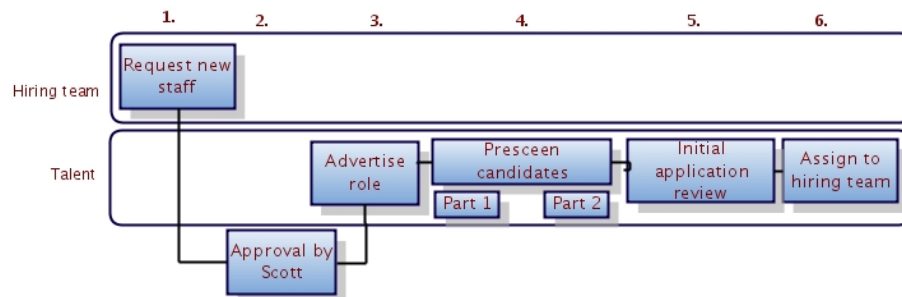 1.
2.
3.
4.
5.
6.
Hiring team
Request new
staff
Talent
Advertise
role
Presceen
candidates
Part 1
Part 2
Initial
application
review
Assign to
hiring team
Approval by
Scott